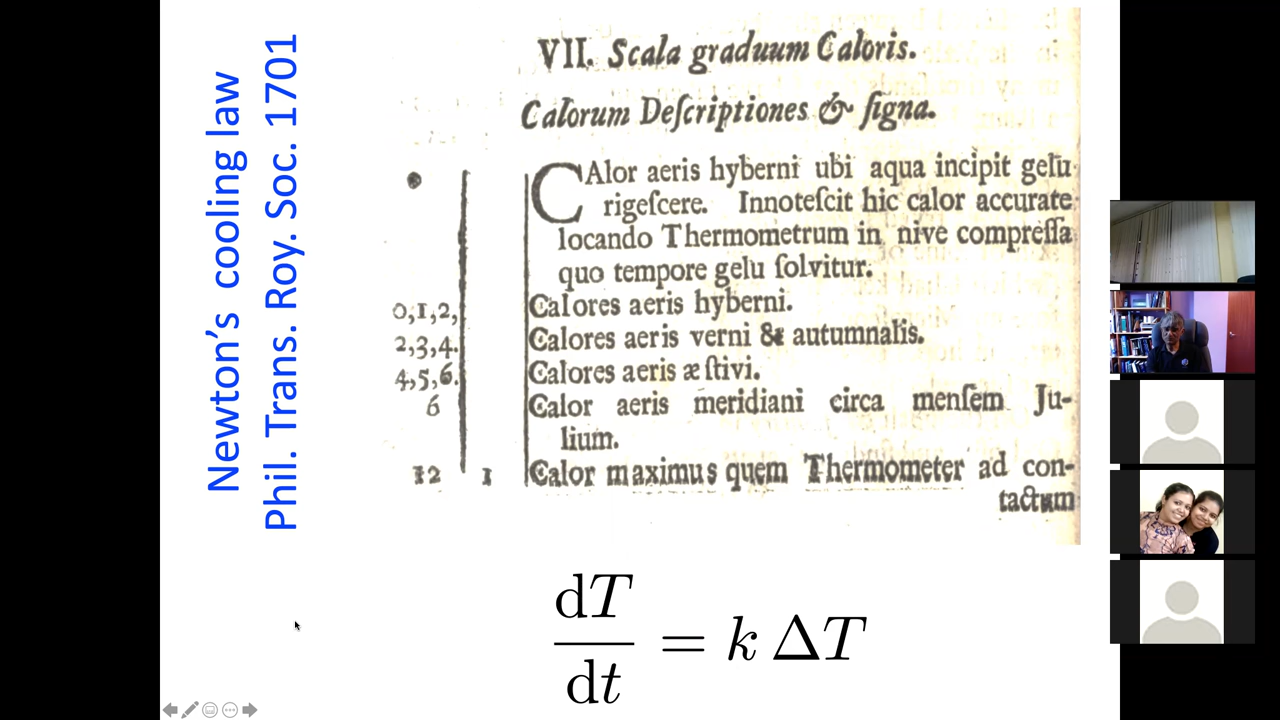 Newton's cooling law
Phil. Trans. Roy. Soc. 1701
VII. Scala graduum Caloris.
Calorum Deſcriptiones & ſigna.
CAlor aeris hyberni ubi aqua incipit gelu
rigeſcere. Innoteſcit hic calor accurate
locando Thermometrum in nive compreſſa
quo tempore gelu ſolvitur.
0,1,2, Calores aeris hyberni.
2,3,4. Calores aeris verni & autumnalis.
4,5,6. Calores aeris æſtivi.
6 Calor aeris meridiani circa menſem Ju-
lium.
12 1 Calor maximus quem Thermometer ad con-
tactum
dT/dt = k ΔT